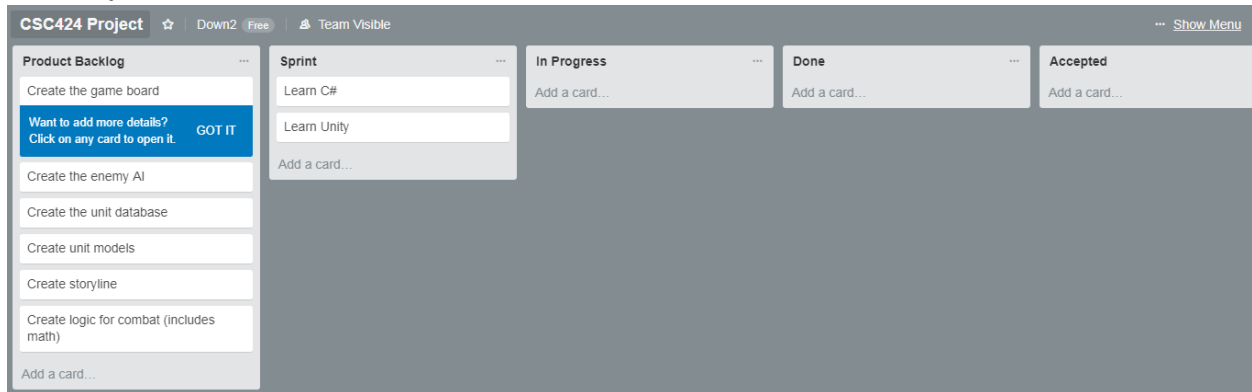 CSC424 Project ☆ Down2 Free Team Visible ··· Show Menu
Product Backlog ···
Create the game board
Want to add more details?
Click on any card to open it.
GOT IT
Create the enemy AI
Create the unit database
Create unit models
Create storyline
Create logic for combat (includes
math)
Add a card...
Sprint ···
Learn C#
Learn Unity
Add a card...
In Progress ···
Add a card...
Done ···
Add a card...
Accepted
Add a card...